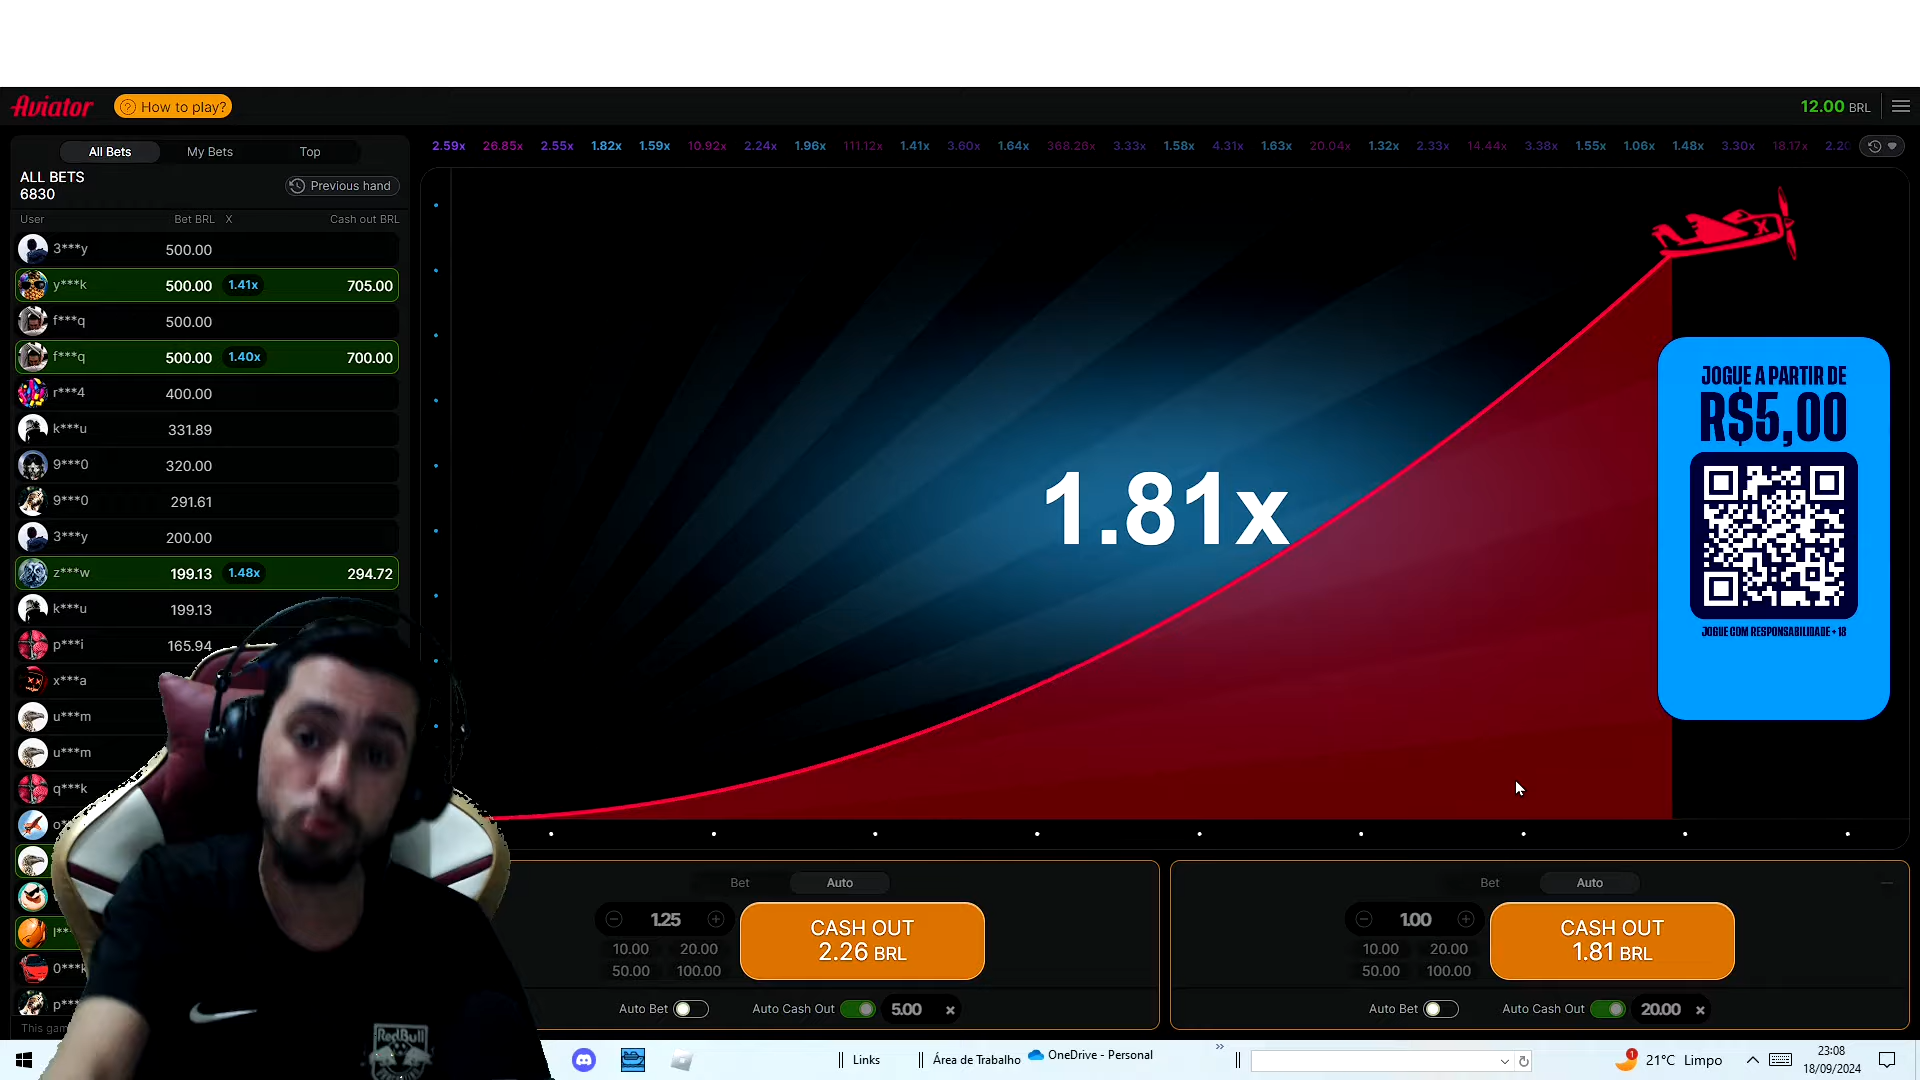 Aviator
? How to play?
12.00 BRL
All Bets My Bets Top
2.59x 26.85x 2.55x 1.82x 1.59x 10.92x 2.24x 1.96x 111.12x 1.41x 3.60x 1.64x 368.26x 3.33x 1.58x 4.31x 1.63x 20.04x 1.32x 2.33x 14.44x 3.38x 1.55x 1.06x 1.48x 3.30x 18.17x 2.20
ALL BETS
6830
Previous hand
User Bet BRL X Cash out BRL
3***y 500.00
y***k 500.00 1.41x 705.00
f***q 500.00
f***q 500.00 1.40x 700.00
r***4 400.00
k***u 331.89
9***0 320.00
9***0 291.61
3***y 200.00
z***w 199.13 1.48x 294.72
k***u 199.13
p***i 165.94
x***a
u***m
u***m
q***k
o**
l***
0***k
p***
This gam
1.81x
JOGUE A PARTIR DE
R$5,00
JOGUE COM RESPONSABILIDADE +18
Bet Auto
1.25
10.00 20.00
50.00 100.00
CASH OUT
2.26 BRL
Auto Bet Auto Cash Out 5.00 x
Bet Auto
1.00
10.00 20.00
50.00 100.00
CASH OUT
1.81 BRL
Auto Bet Auto Cash Out 20.00 x
RedBull
Links Área de Trabalho OneDrive - Personal
1 21°C Limpo
23:08
18/09/2024